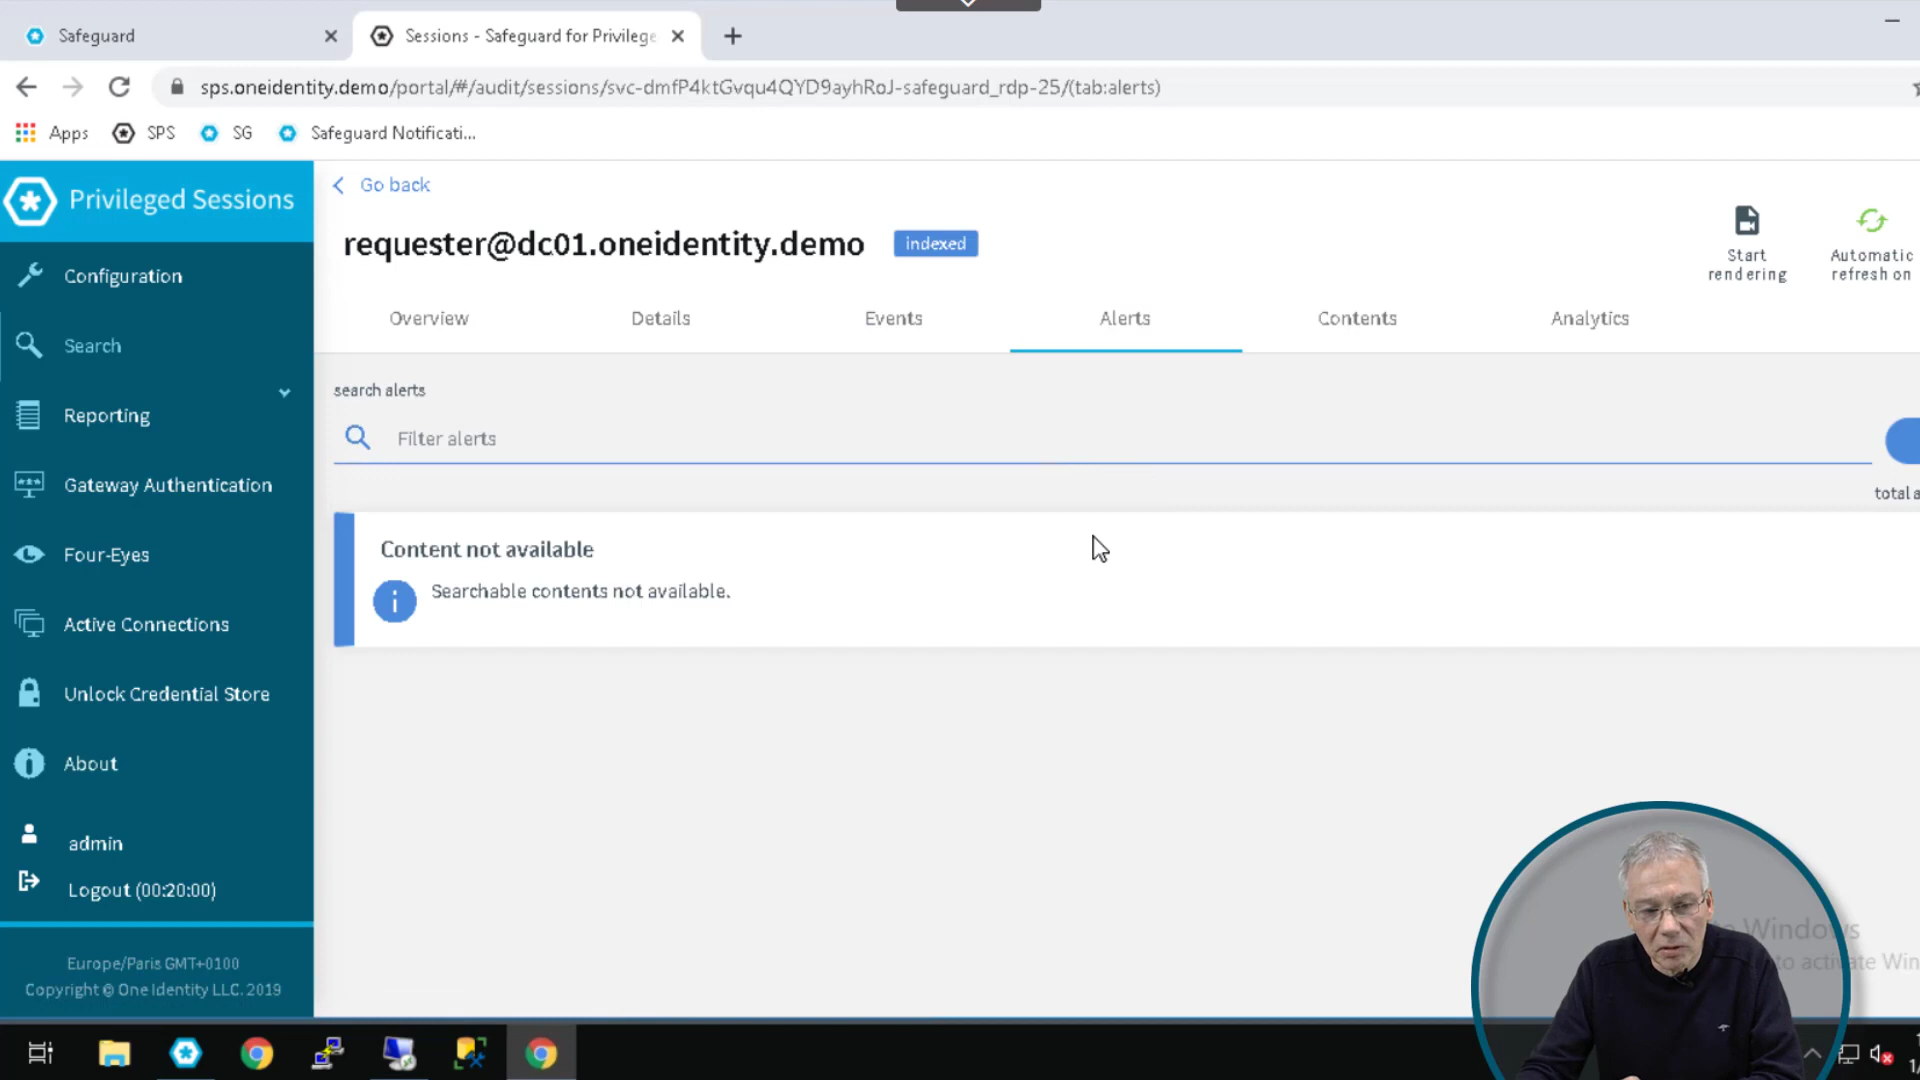 Safeguard
Sessions - Safeguard for Privilege
sps.oneidentity.demo/portal/#/audit/sessions/svc-dmfP4ktGvqu4QYD9ayhRoJ-safeguard_rdp-25/(tab:alerts)
Apps SPS SG Safeguard Notificati...
Privileged Sessions
Configuration
Search
Reporting
Gateway Authentication
Four-Eyes
Active Connections
Unlock Credential Store
About
admin
Logout (00:20:00)
Europe/Paris GMT+0100
Copyright © One Identity LLC. 2019
Go back
requester@dc01.oneidentity.demo indexed
Start
rendering
Automatic
refresh on
Overview Details Events Alerts Contents Analytics
search alerts
Filter alerts
total
Content not available
Searchable contents not available.
Windows
to activate Win